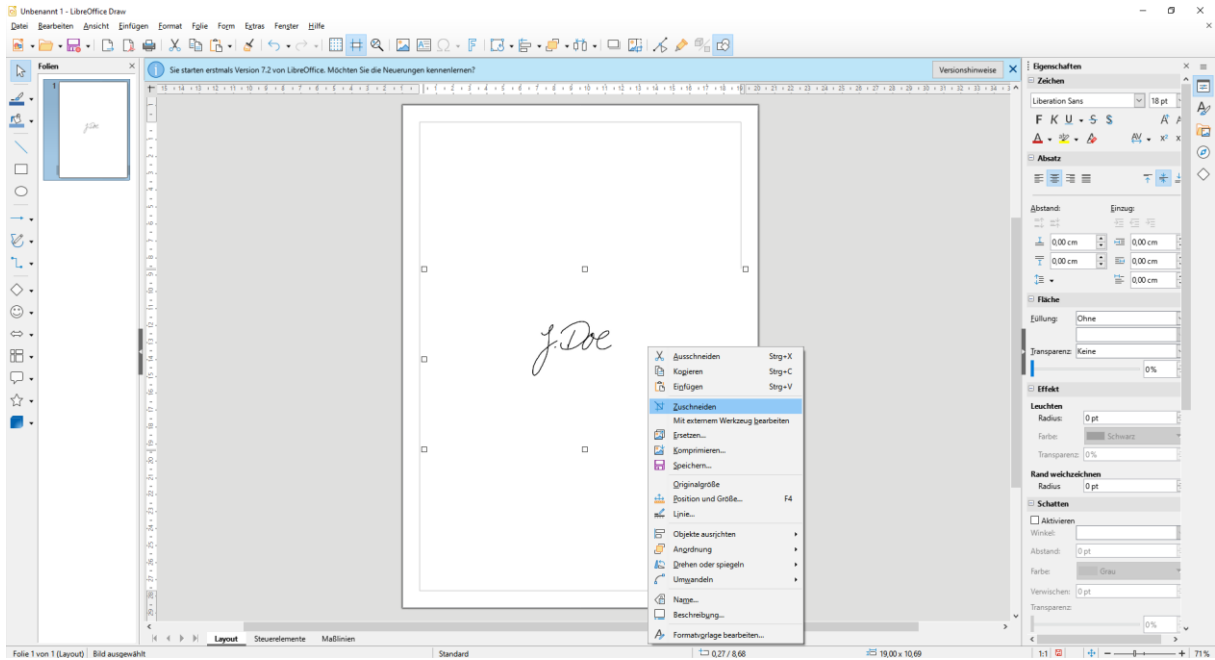 Unbenannt 1 - LibreOffice Draw
Datei Bearbeiten Ansicht Einfügen Format Folie Form Extras Fenster Hilfe
Folien
Sie starten erstmals Version 7.2 von LibreOffice. Möchten Sie die Neuerungen kennenlernen?
Versionshinweise
1
J.Doe
J.Doe
Ausschneiden Strg+X
Kopieren Strg+C
Einfügen Strg+V
Zuschneiden
Mit externem Werkzeug bearbeiten
Ersetzen...
Komprimieren...
Speichern...
Originalgröße
Position und Größe... F4
Linie...
Objekte ausrichten
Anordnung
Drehen oder spiegeln
Umwandeln
Name...
Beschreibung...
Formatvorlage bearbeiten...
Eigenschaften
Zeichen
Liberation Sans 18 pt
F K U S S A
A
Absatz
Abstand: Einzug:
0,00 cm 0,00 cm
0,00 cm 0,00 cm
0,00 cm
Fläche
Füllung: Ohne
Transparenz: Keine
0%
Effekt
Leuchten
Radius: 0 pt
Farbe: Schwarz
Transparenz: 0%
Rand weichzeichnen
Radius 0 pt
Schatten
Aktivieren
Winkel:
Abstand: 0 pt
Farbe: Grau
Verwischen: 0 pt
Transparenz:
0%
Layout Steuerelemente Maßlinien
Folie 1 von 1 (Layout) Bild ausgewählt Standard 0,27 / 8,68 19,00 x 10,69 1:1 71%